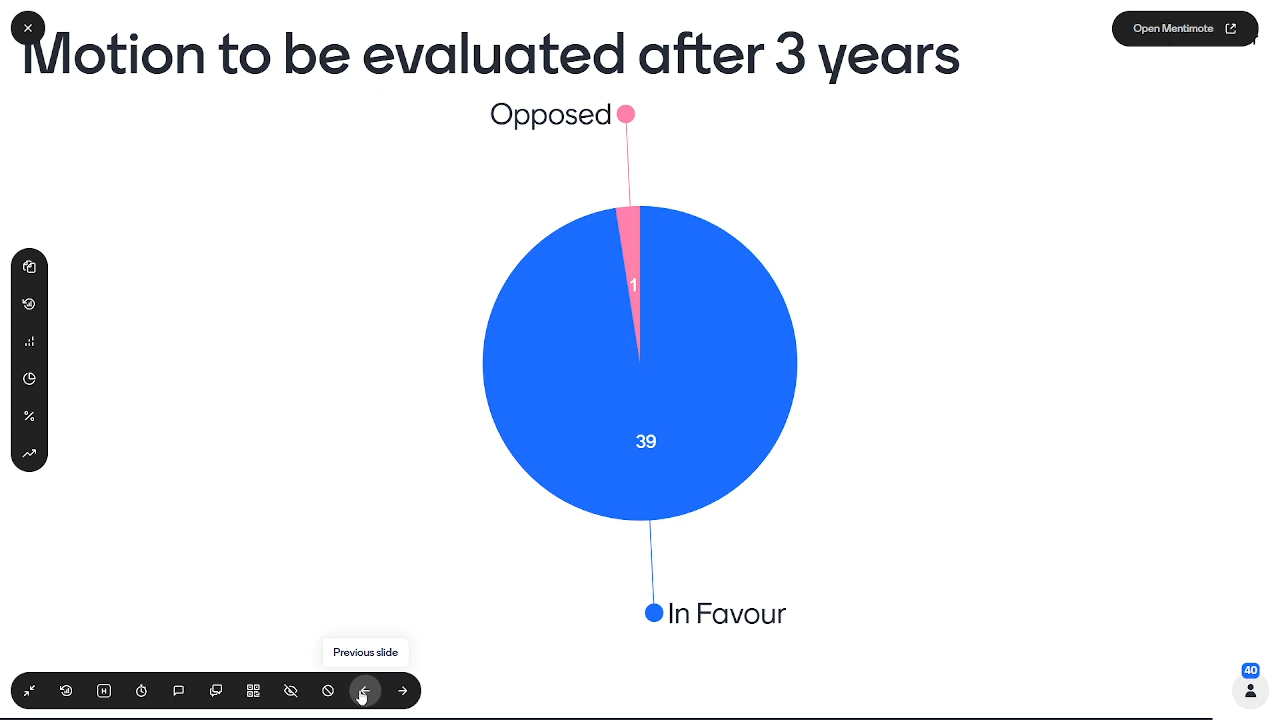 Motion to be evaluated after 3 years
Open Mentimote
Opposed
1
39
In Favour
Previous slide
H
40